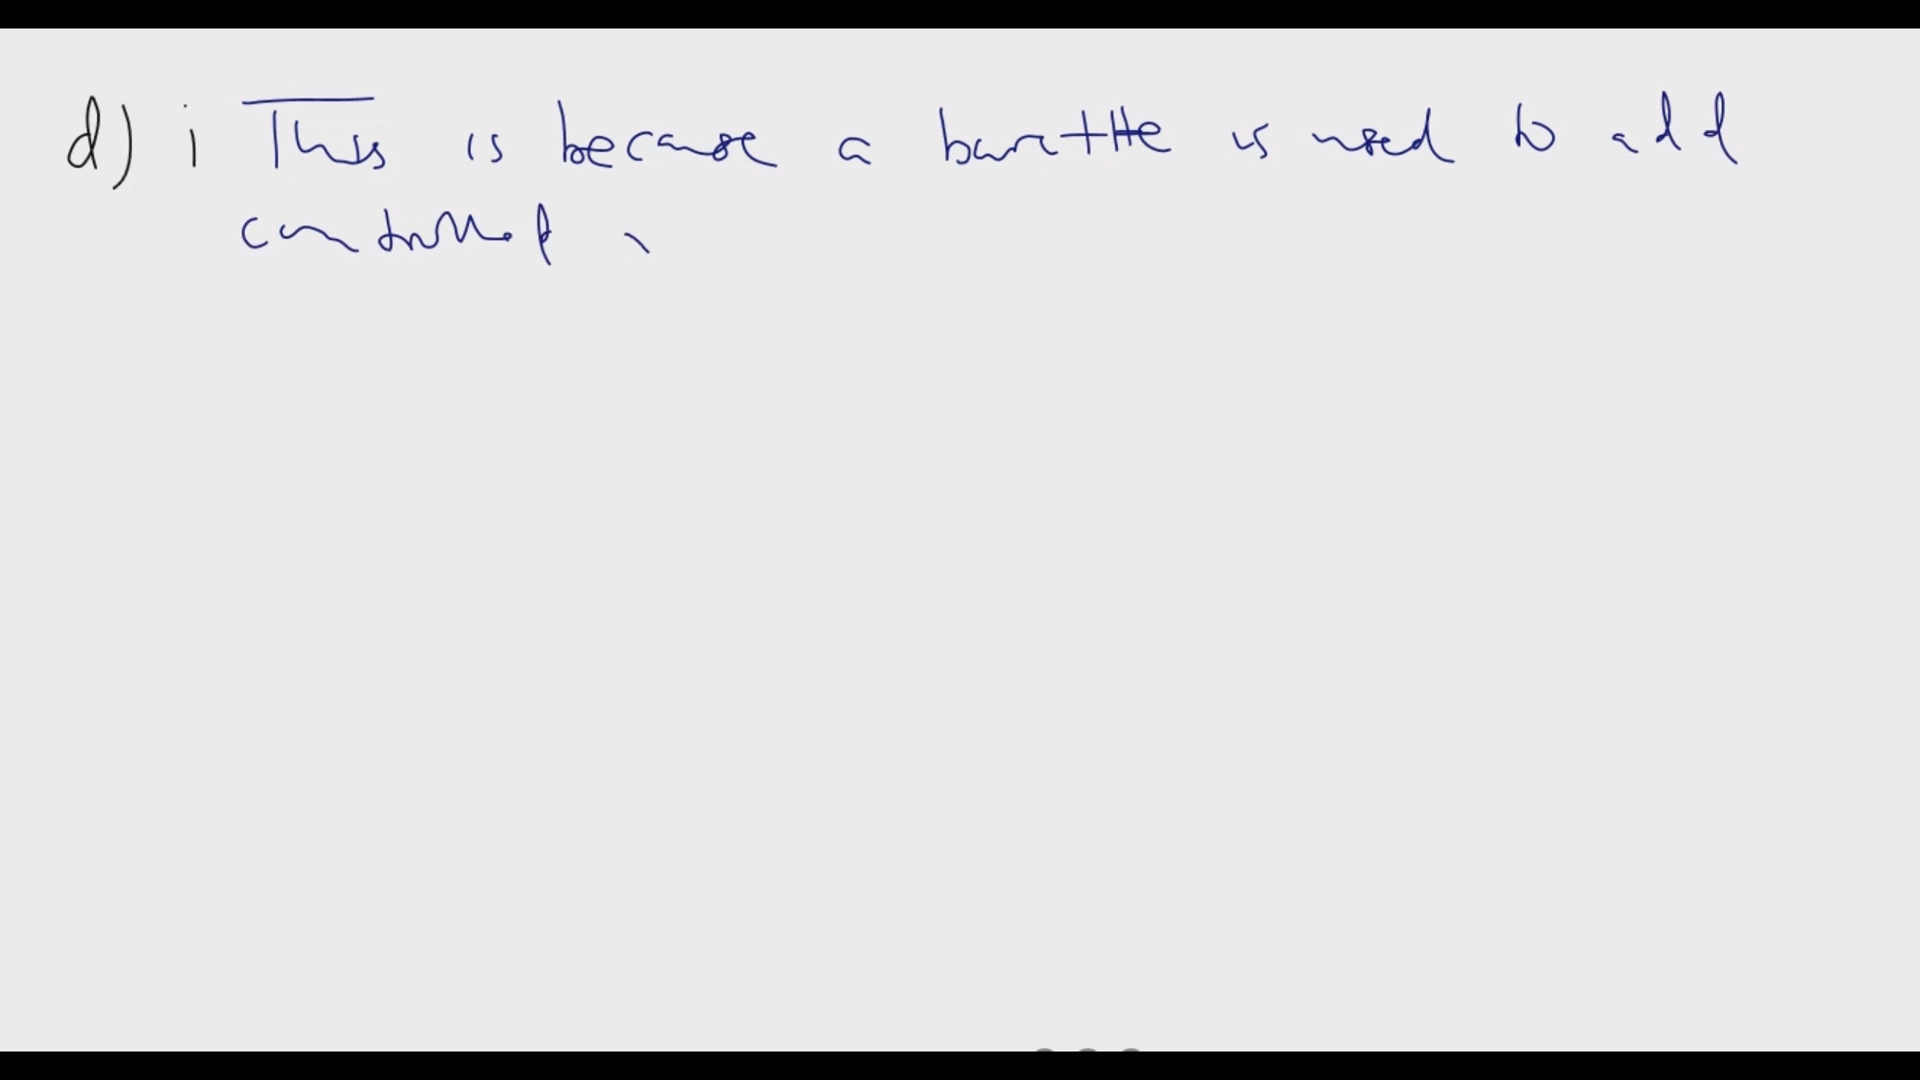 d) i This is because a burette is used to add
controlled